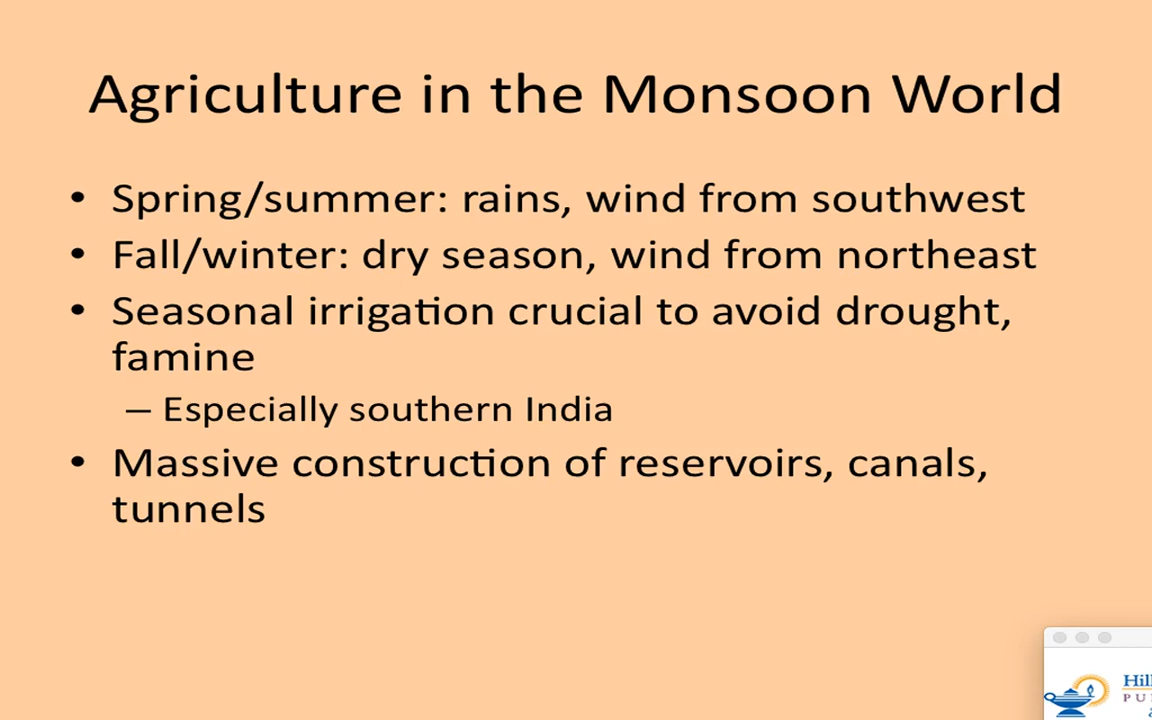 Agriculture in the Monsoon World
• Spring/summer: rains, wind from southwest
• Fall/winter: dry season, wind from northeast
• Seasonal irrigation crucial to avoid drought,
famine
– Especially southern India
• Massive construction of reservoirs, canals,
tunnels